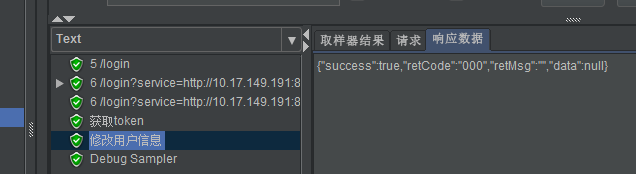 Text
5 /login
6 /login?service=http://10.17.149.191:8
6 /login?service=http://10.17.149.191:8
获取token
修改用户信息
Debug Sampler
取样器结果 请求 响应数据
{"success":true,"retCode":"000","retMsg":"","data":null}